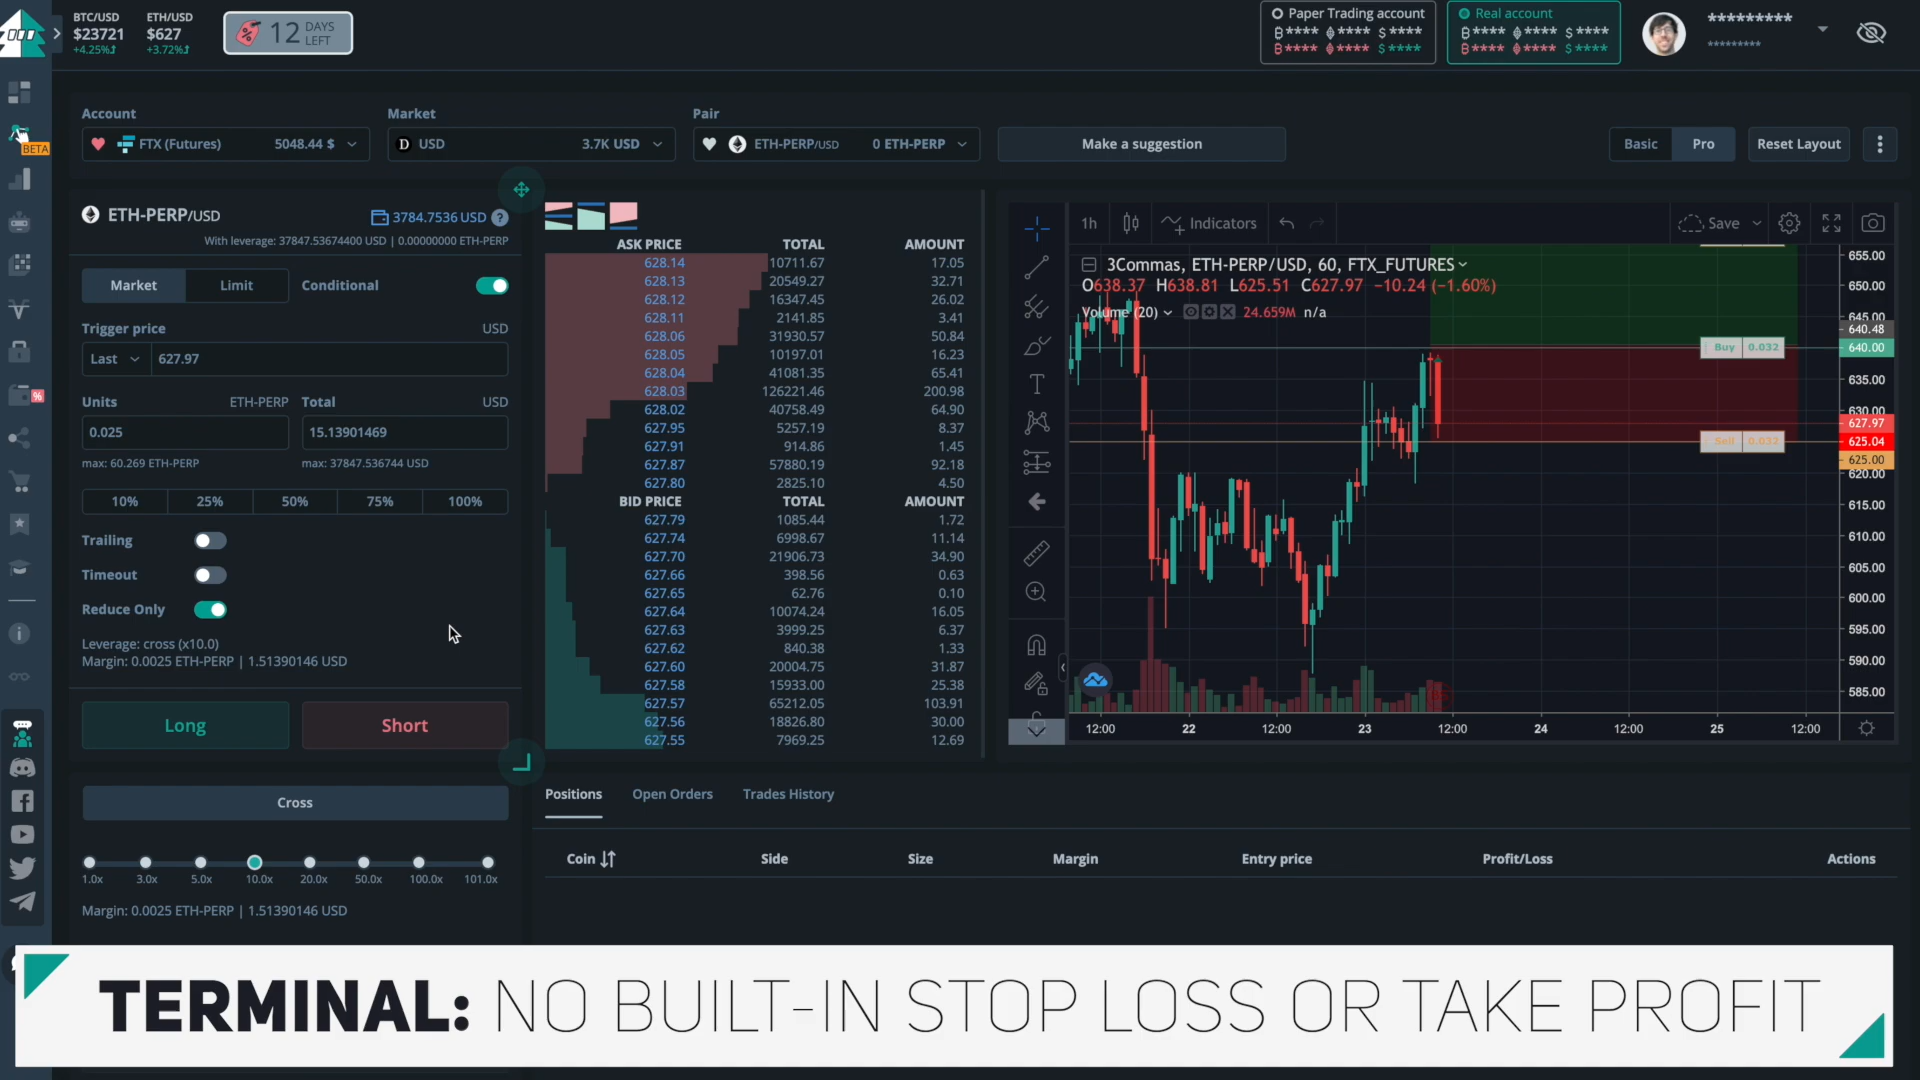 BTC/USD
$23721
+4.25%
ETH/USD
$627
+3.72%
12 DAYS LEFT
Paper Trading account
**** **** $ ****
**** **** $ ****
Real account
**** **** $ ****
**** **** $ ****
*********
*********
BETA
%
Account
FTX (Futures) 5048.44 $
Market
USD 3.7K USD
Pair
ETH-PERP/USD 0 ETH-PERP
Make a suggestion
Basic
Pro
Reset Layout
ETH-PERP/USD
3784.7536 USD ?
With leverage: 37847.53674400 USD | 0.00000000 ETH-PERP
Market
Limit
Conditional
Trigger price USD
Last 627.97
Units ETH-PERP
Total USD
0.025
15.13901469
max: 60.269 ETH-PERP
max: 37847.536744 USD
10% 25% 50% 75% 100%
Trailing
Timeout
Reduce Only
Leverage: cross (x10.0)
Margin: 0.0025 ETH-PERP | 1.51390146 USD
Long
Short
Cross
1.0x 3.0x 5.0x 10.0x 20.0x 50.0x 100.0x 101.0x
Margin: 0.0025 ETH-PERP | 1.51390146 USD
ASK PRICE TOTAL AMOUNT
628.14 10711.67 17.05
628.13 20549.27 32.71
628.12 16347.45 26.02
628.11 2141.85 3.41
628.06 31930.57 50.84
628.05 10197.01 16.23
628.04 41081.35 65.41
628.03 126221.46 200.98
628.02 40758.49 64.90
627.95 5257.19 8.37
627.91 914.86 1.45
627.87 57880.19 92.18
627.80 2825.10 4.50
BID PRICE TOTAL AMOUNT
627.79 1085.44 1.72
627.74 6998.67 11.14
627.70 21906.73 34.90
627.66 398.56 0.63
627.65 62.76 0.10
627.64 10074.24 16.05
627.63 3999.25 6.37
627.62 840.38 1.33
627.60 20004.75 31.87
627.58 15933.00 25.38
627.57 65212.05 103.91
627.56 18826.80 30.00
627.55 7969.25 12.69
1h
Indicators
Save
3Commas, ETH-PERP/USD, 60, FTX_FUTURES
O638.37 H638.81 L625.51 C627.97 −10.24 (−1.60%)
Volume (20) 24.659M n/a
Buy 0.032
Sell 0.032
655.00
650.00
645.00
640.48
640.00
635.00
630.00
627.97
625.04
625.00
620.00
615.00
610.00
605.00
600.00
595.00
590.00
585.00
12:00 22 12:00 23 12:00 24 12:00 25 12:00
Positions
Open Orders
Trades History
Coin Side Size Margin Entry price Profit/Loss Actions
TERMINAL: NO BUILT-IN STOP LOSS OR TAKE PROFIT